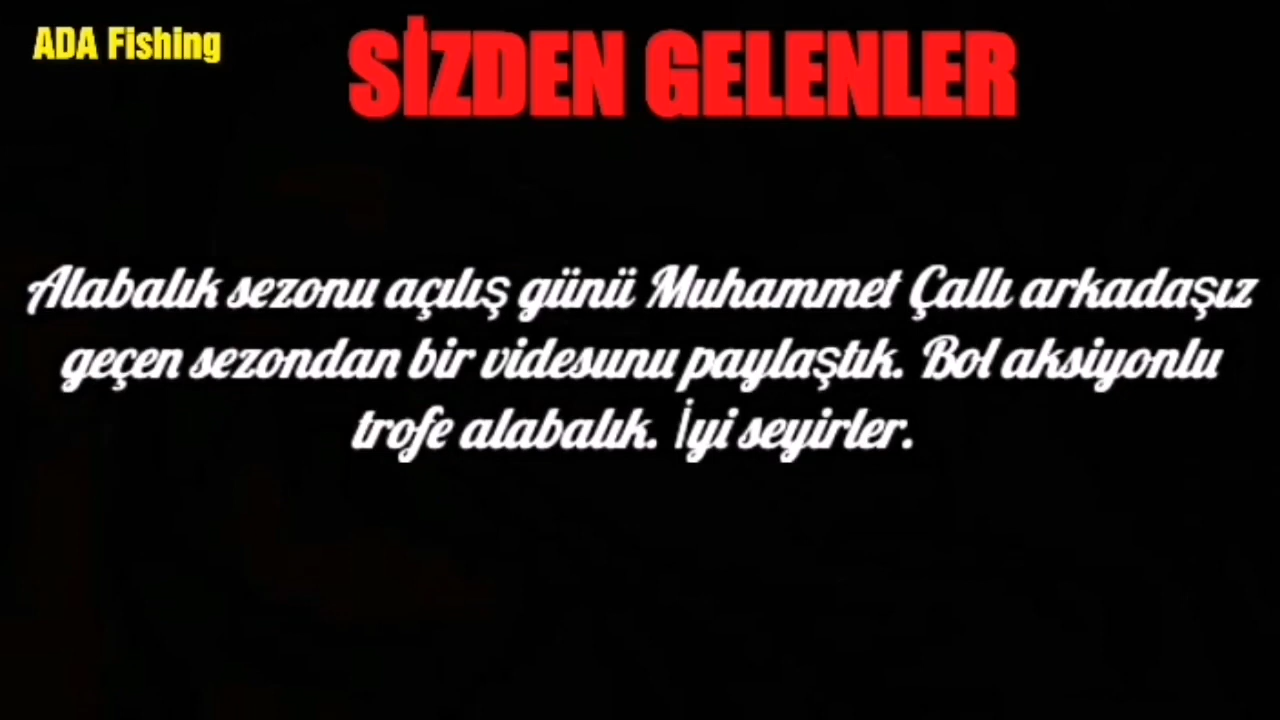 ADA Fishing
SİZDEN GELENLER
Alabalık sezonu açılış günü Muhammet Çallı arkadaşız
geçen sezondan bir videsunu paylaştık. Bol aksiyonlu
trofe alabalık. İyi seyirler.